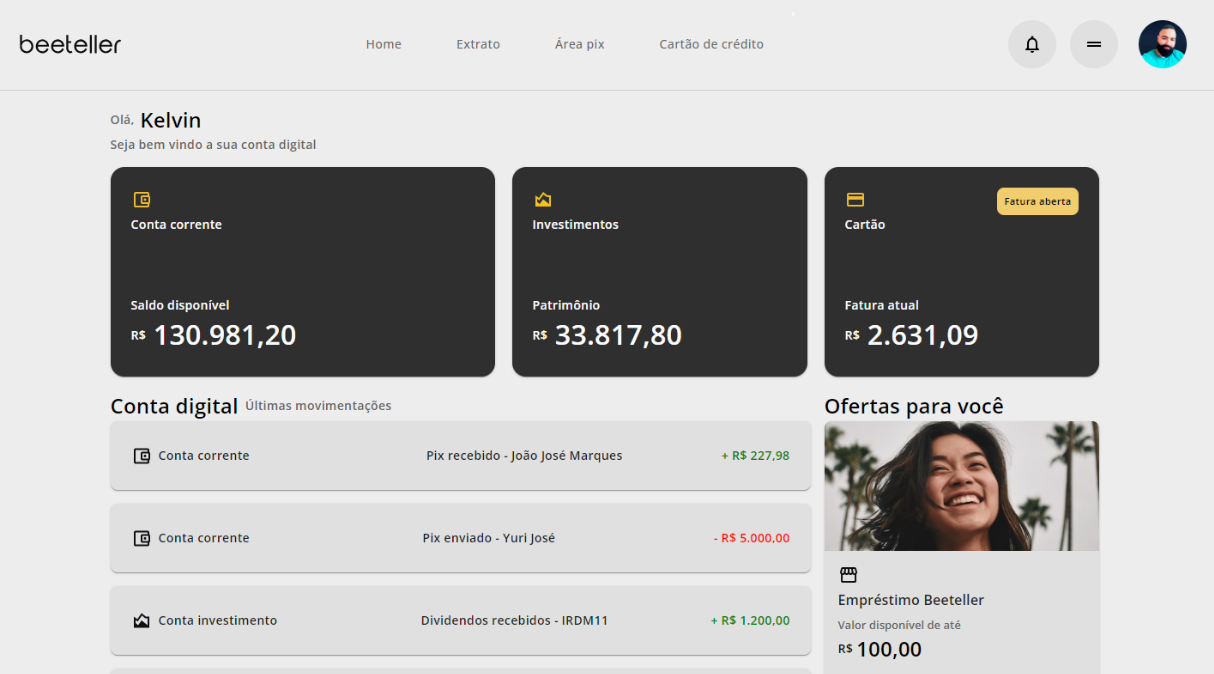 beeteller
Home Extrato Área pix Cartão de crédito
Olá, Kelvin
Seja bem vindo a sua conta digital
Conta corrente
Saldo disponível
R$ 130.981,20
Investimentos
Patrimônio
R$ 33.817,80
Fatura aberta
Cartão
Fatura atual
R$ 2.631,09
Conta digital Últimas movimentações
Conta corrente Pix recebido - João José Marques + R$ 227,98
Conta corrente Pix enviado - Yuri José - R$ 5.000,00
Conta investimento Dividendos recebidos - IRDM11 + R$ 1.200,00
Ofertas para você
Empréstimo Beeteller
Valor disponível de até
R$ 100,00